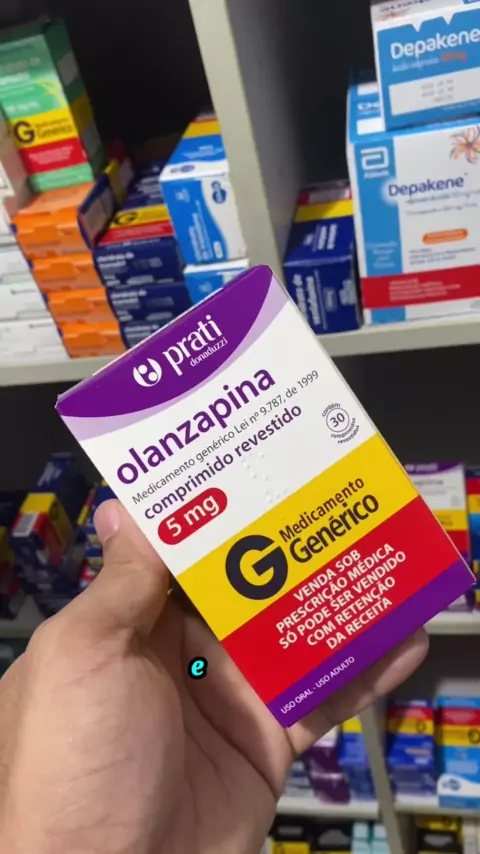 prati
donaduzzi
olanzapina
Medicamento genérico Lei nº 9.787, de 1999
comprimido revestido
5 mg
contém
30
comprimidos
revestidos
G Medicamento
Genérico
VENDA SOB
PRESCRIÇÃO MÉDICA
SÓ PODE SER VENDIDO
COM RETENÇÃO
DA RECEITA
USO ORAL - USO ADULTO
e
Depakene
Depakene
Abbott
G
Genérico